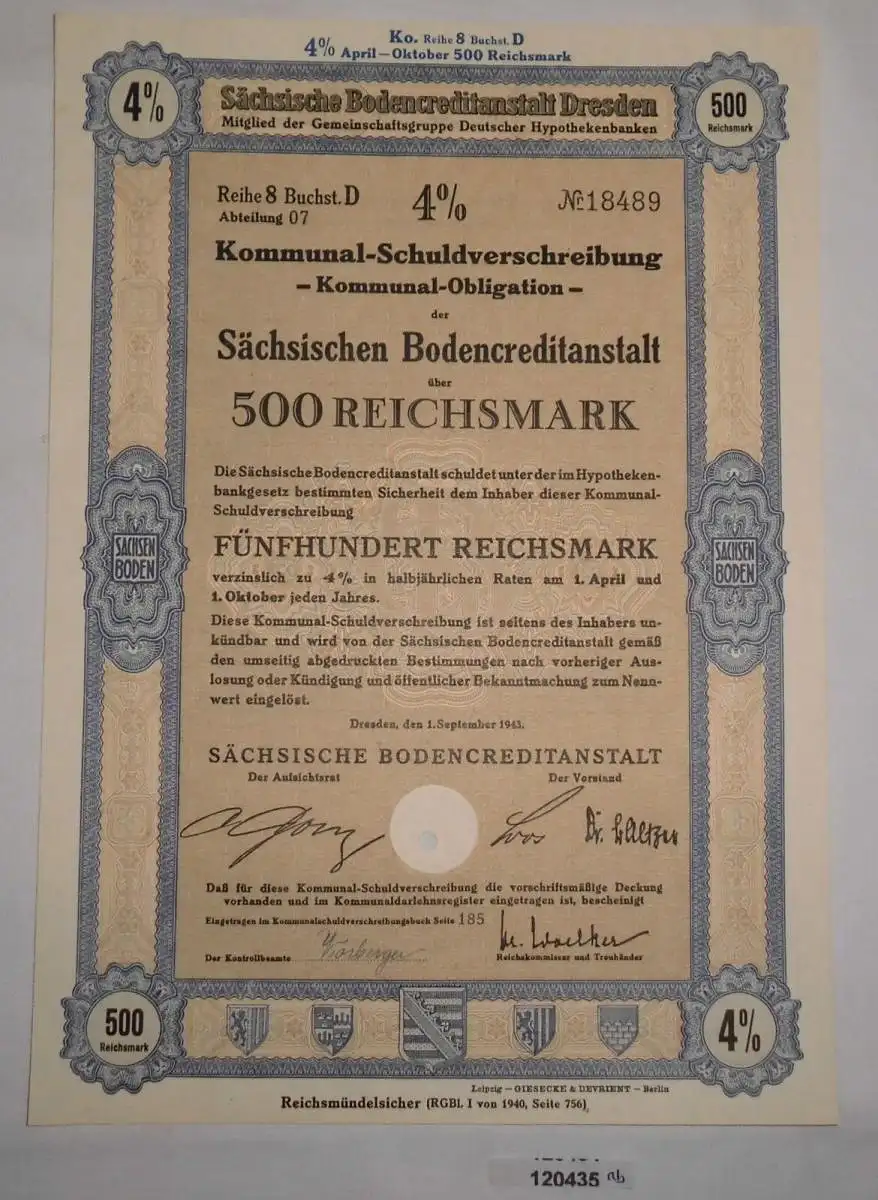 Ko. Reihe 8 Buchst. D
4% April—Oktober 500 Reichsmark
4%
Sächsische Bodencreditanstalt Dresden
500
Reichsmark
Mitglied der Gemeinschaftsgruppe Deutscher Hypothekenbanken
Reihe 8 Buchst. D 4% № 18489
Abteilung 07
Kommunal-Schuldverschreibung
– Kommunal-Obligation –
der
Sächsischen Bodencreditanstalt
über
500 REICHSMARK
Die Sächsische Bodencreditanstalt schuldet unter der im Hypotheken-
bankgesetz bestimmten Sicherheit dem Inhaber dieser Kommunal-
Schuldverschreibung
FÜNFHUNDERT REICHSMARK
verzinslich zu 4% in halbjährlichen Raten am 1. April und
1. Oktober jeden Jahres.
SACHSEN
BODEN
SACHSEN
BODEN
Diese Kommunal-Schuldverschreibung ist seitens des Inhabers un-
kündbar und wird von der Sächsischen Bodencreditanstalt gemäß
den umseitig abgedruckten Bestimmungen nach vorheriger Aus-
losung oder Kündigung und öffentlicher Bekanntmachung zum Nenn-
wert eingelöst.
Dresden, den 1. September 1943.
SÄCHSISCHE BODENCREDITANSTALT
Der Aufsichtsrat Der Vorstand
Loos
Daß für diese Kommunal-Schuldverschreibung die vorschriftsmäßige Deckung
vorhanden und im Kommunaldarlehnsregister eingetragen ist, bescheinigt
Eingetragen im Kommunalschuldverschreibungsbuch Seite 185
Der Kontrollbeamte
Reichskommissar und Treuhänder
500
Reichsmark
4%
Leipzig — GIESECKE & DEVRIENT — Berlin
Reichsmündelsicher (RGBl. I von 1940, Seite 756)
120435